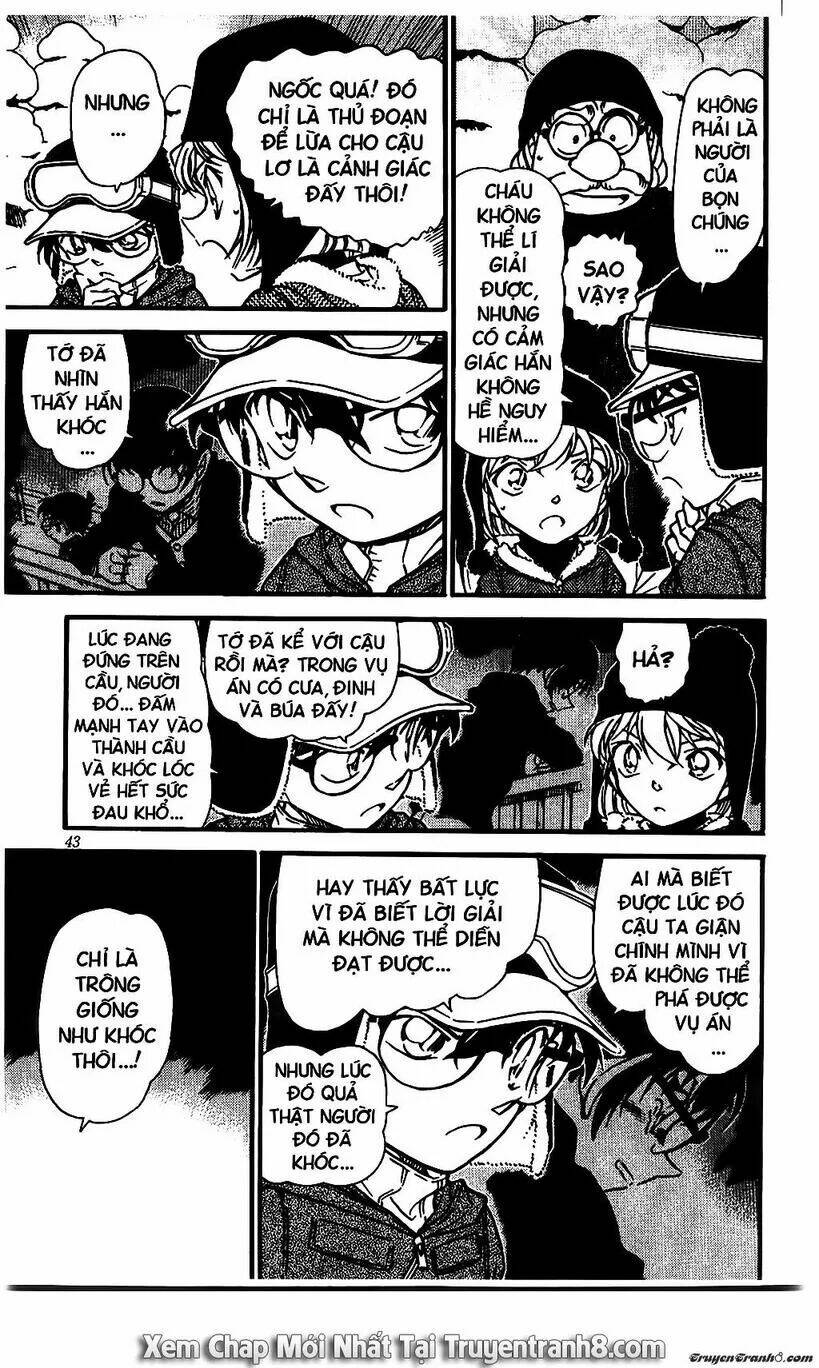 KHÔNG
PHẢI LÀ
NGƯỜI
CỦA
BỌN
CHÚNG
...
SAO
VẬY?
CHÁU
KHÔNG
THỂ LÍ
GIẢI
ĐƯỢC,
NHƯNG
CÓ CẢM
GIÁC HẮN
KHÔNG
HỀ NGUY
HIỂM...
NGỐC QUÁ! ĐÓ
CHỈ LÀ THỦ ĐOẠN
ĐỂ LỪA CHO CẬU
LƠ LÀ CẢNH GIÁC
ĐẤY THÔI!
NHƯNG
...
TỚ ĐÃ
NHÌN
THẤY HẮN
KHÓC
...
HẢ?
TỚ ĐÃ KỂ VỚI CẬU
RỒI MÀ? TRONG VỤ
ÁN CÓ CƯA, ĐINH
VÀ BÚA ĐẤY!
LÚC ĐANG
ĐỨNG TRÊN
CẦU, NGƯỜI
ĐÓ... ĐẤM
MẠNH TAY VÀO
THÀNH CẦU
VÀ KHÓC LÓC
VẺ HẾT SỨC
ĐAU KHỔ...
43
AI MÀ BIẾT
ĐƯỢC LÚC ĐÓ
CẬU TA GIẬN
CHÍNH MÌNH VÌ
ĐÃ KHÔNG THỂ
PHÁ ĐƯỢC
VỤ ÁN
...
HAY THẤY BẤT LỰC
VÌ ĐÃ BIẾT LỜI GIẢI
MÀ KHÔNG THỂ DIỄN
ĐẠT ĐƯỢC...
NHƯNG LÚC
ĐÓ QUẢ
THẬT NGƯỜI
ĐÓ ĐÃ
KHÓC...
CHỈ LÀ
TRÔNG
GIỐNG
NHƯ KHÓC
THÔI...!
Xem Chap Mới Nhất Tại Truyentranh8.com
TruyenTranh8.com